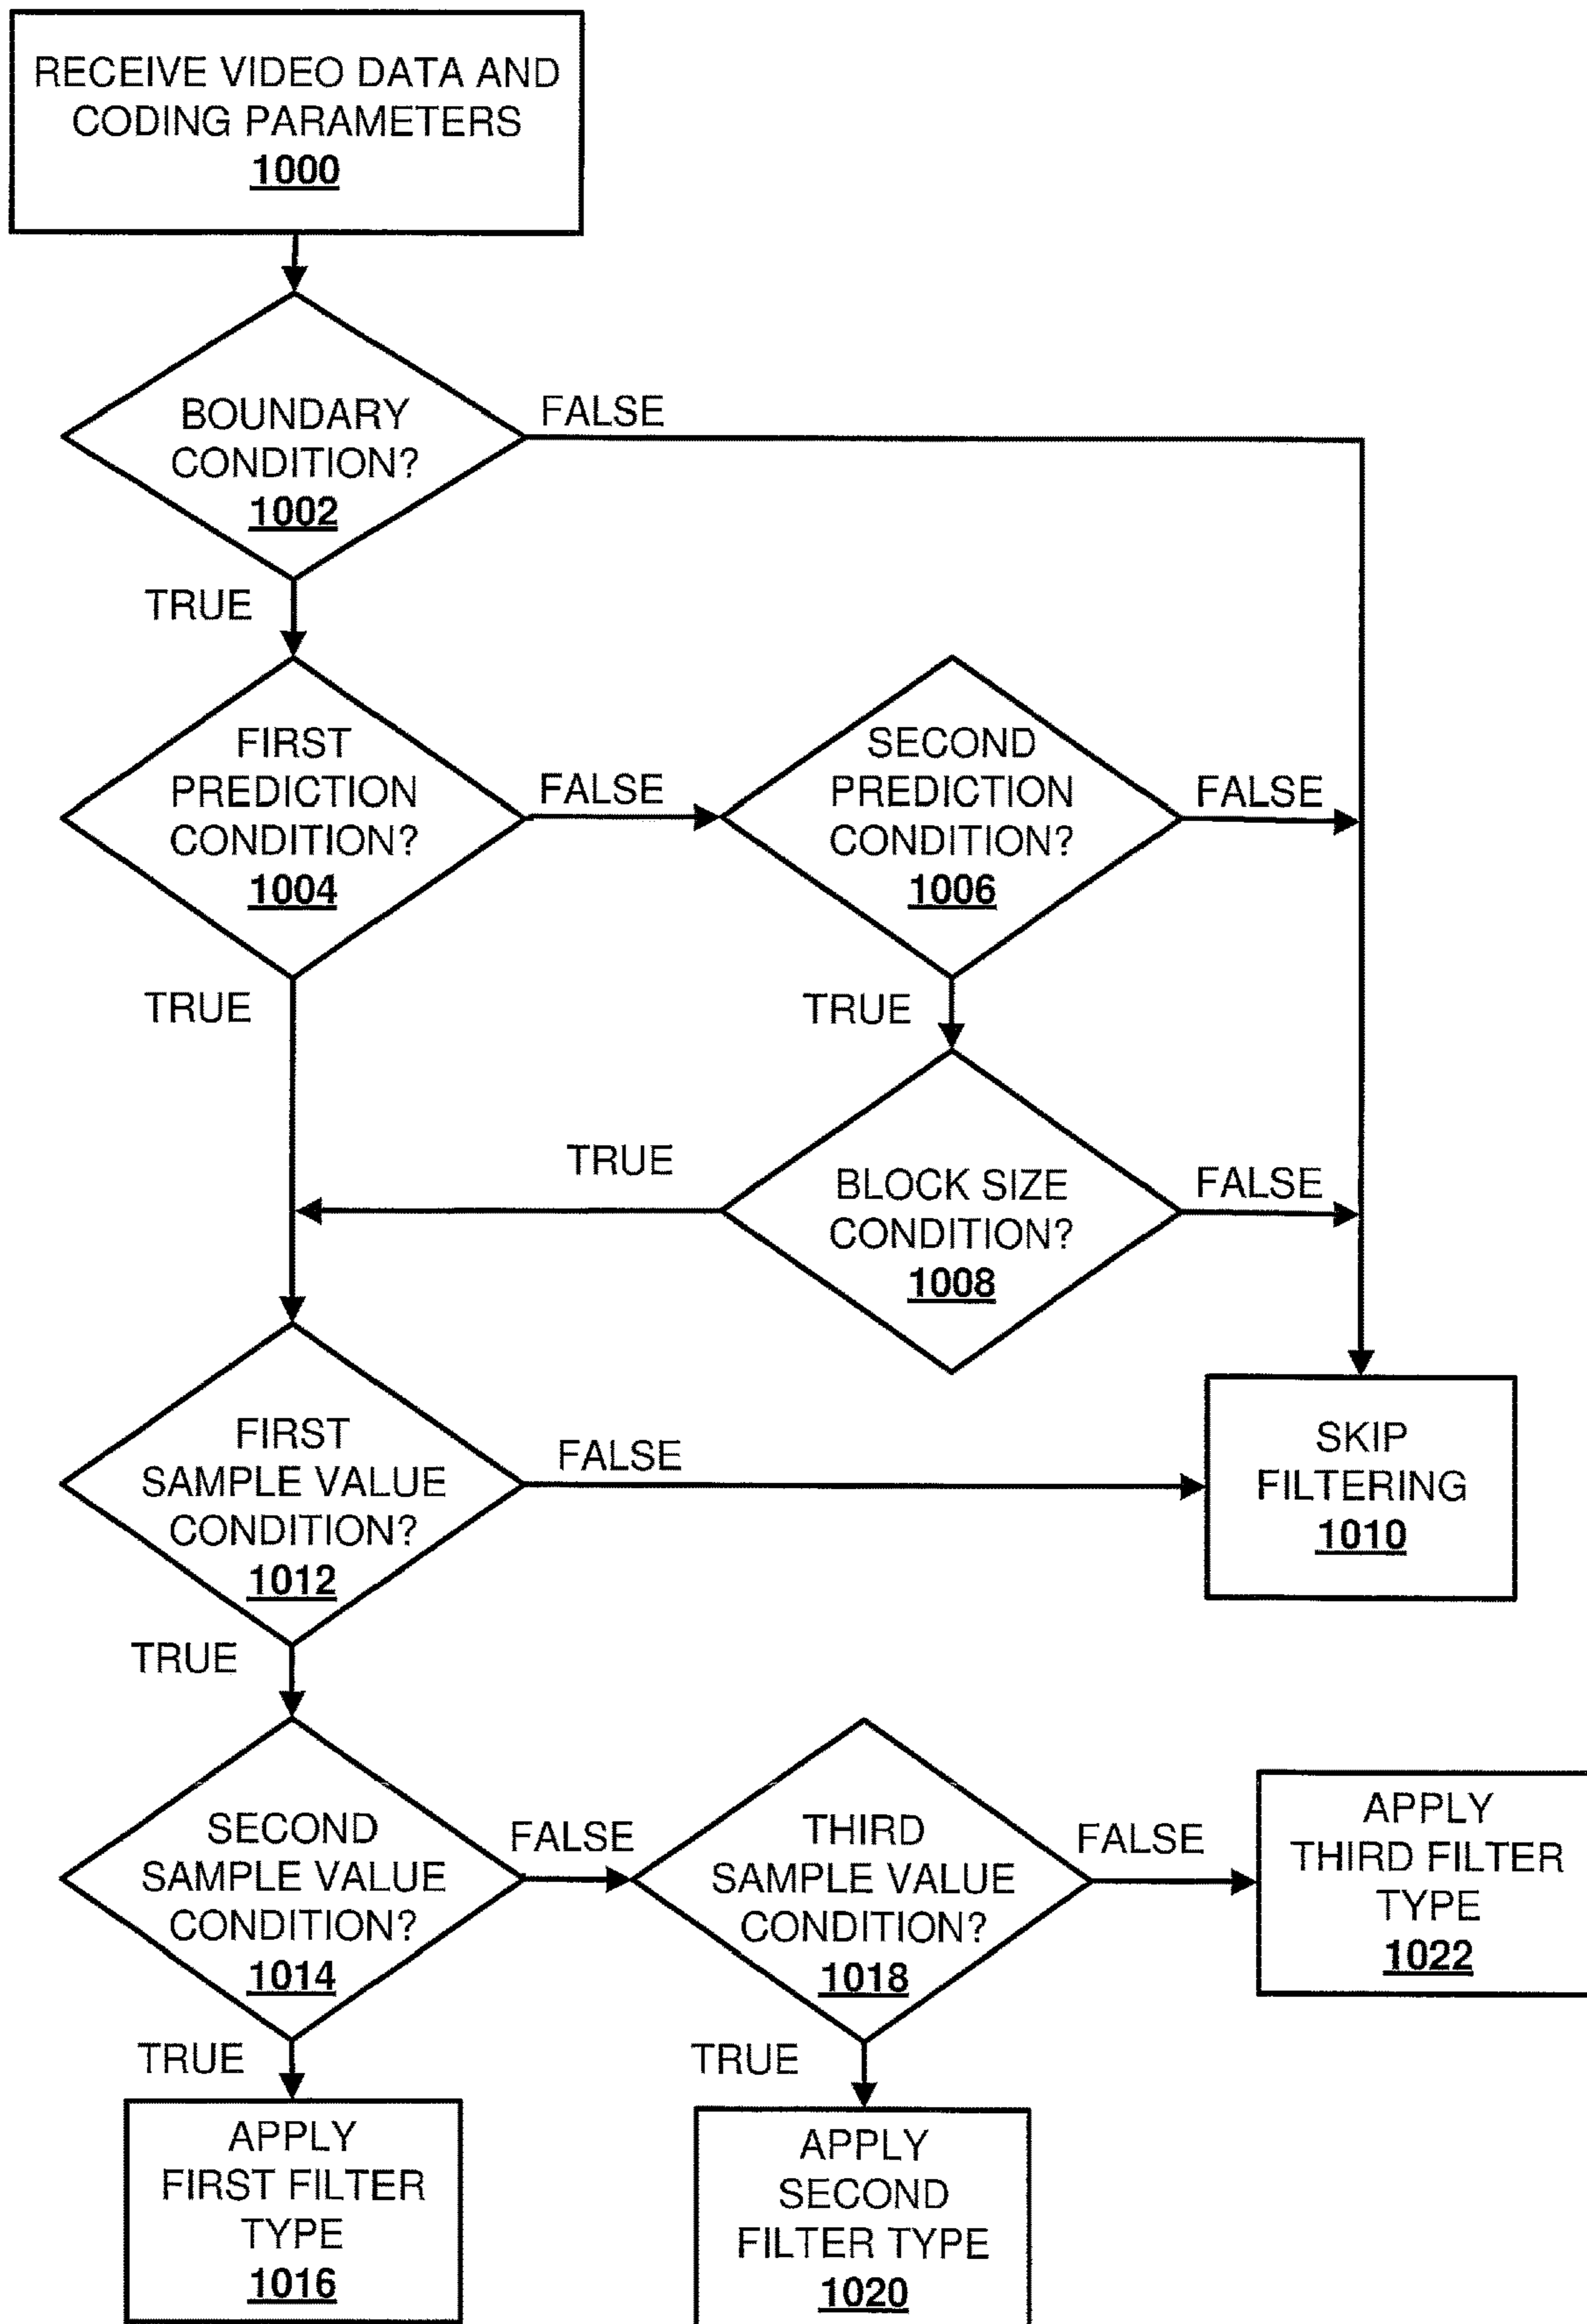 RECEIVE VIDEO DATA AND
CODING PARAMETERS
1000
BOUNDARY
CONDITION?
1002
FALSE
TRUE
FIRST
PREDICTION
CONDITION?
1004
FALSE
SECOND
PREDICTION
CONDITION?
1006
FALSE
TRUE
TRUE
TRUE
BLOCK SIZE
CONDITION?
1008
FALSE
FIRST
SAMPLE VALUE
CONDITION?
1012
FALSE
SKIP
FILTERING
1010
TRUE
SECOND
SAMPLE VALUE
CONDITION?
1014
FALSE
THIRD
SAMPLE VALUE
CONDITION?
1018
FALSE
APPLY
THIRD FILTER
TYPE
1022
TRUE
TRUE
APPLY
FIRST FILTER
TYPE
1016
APPLY
SECOND
FILTER TYPE
1020